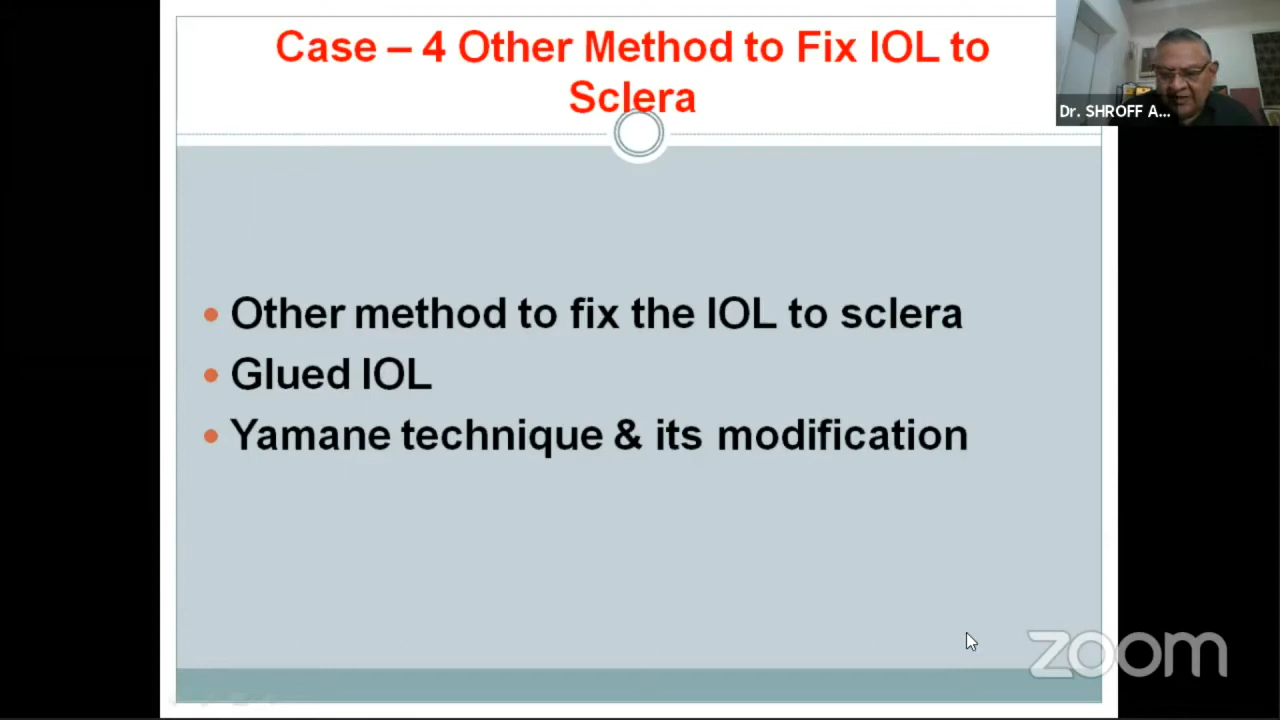 Case – 4 Other Method to Fix IOL to
Sclera
Dr. SHROFF A...
• Other method to fix the IOL to sclera
• Glued IOL
• Yamane technique & its modification
zoom